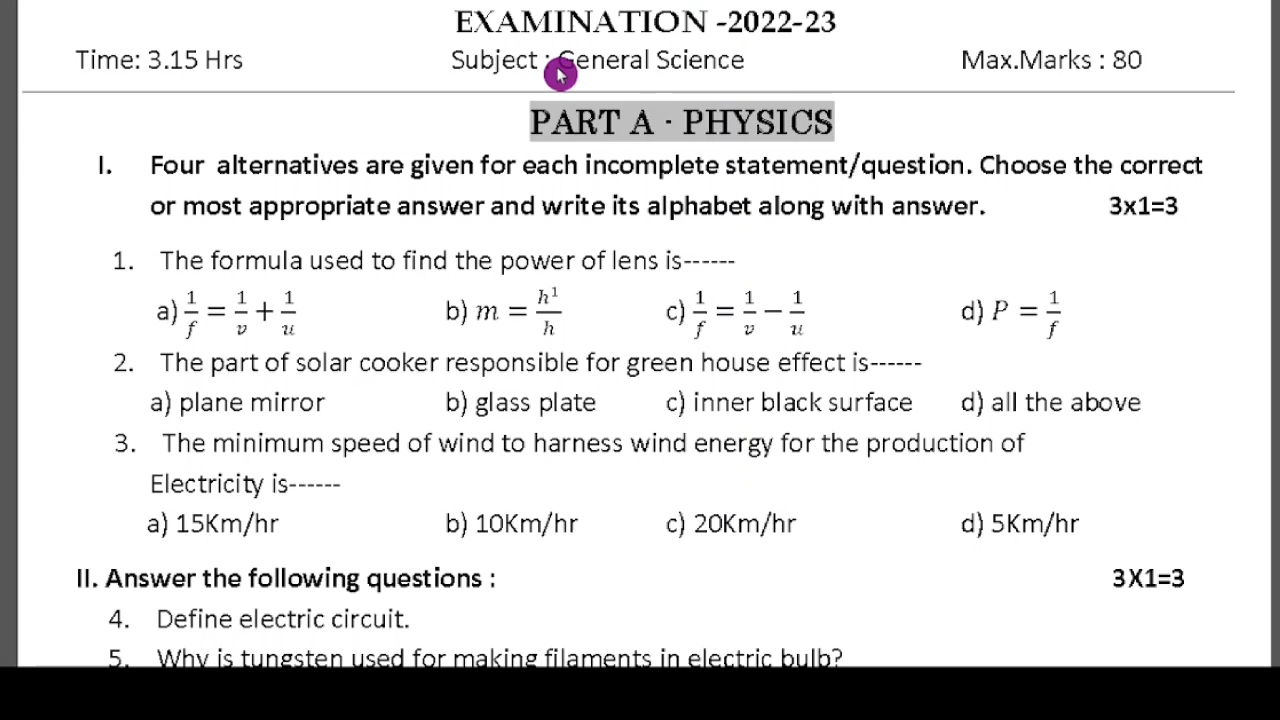 EXAMINATION -2022-23
Time: 3.15 Hrs Subject : General Science Max.Marks : 80
PART A - PHYSICS
I. Four alternatives are given for each incomplete statement/question. Choose the correct
or most appropriate answer and write its alphabet along with answer. 3x1=3
1. The formula used to find the power of lens is------
a) 1/f = 1/v + 1/u b) m = h¹/h c) 1/f = 1/v − 1/u d) P = 1/f
2. The part of solar cooker responsible for green house effect is------
a) plane mirror b) glass plate c) inner black surface d) all the above
3. The minimum speed of wind to harness wind energy for the production of
Electricity is------
a) 15Km/hr b) 10Km/hr c) 20Km/hr d) 5Km/hr
II. Answer the following questions : 3X1=3
4. Define electric circuit.
5. Why is tungsten used for making filaments in electric bulb?